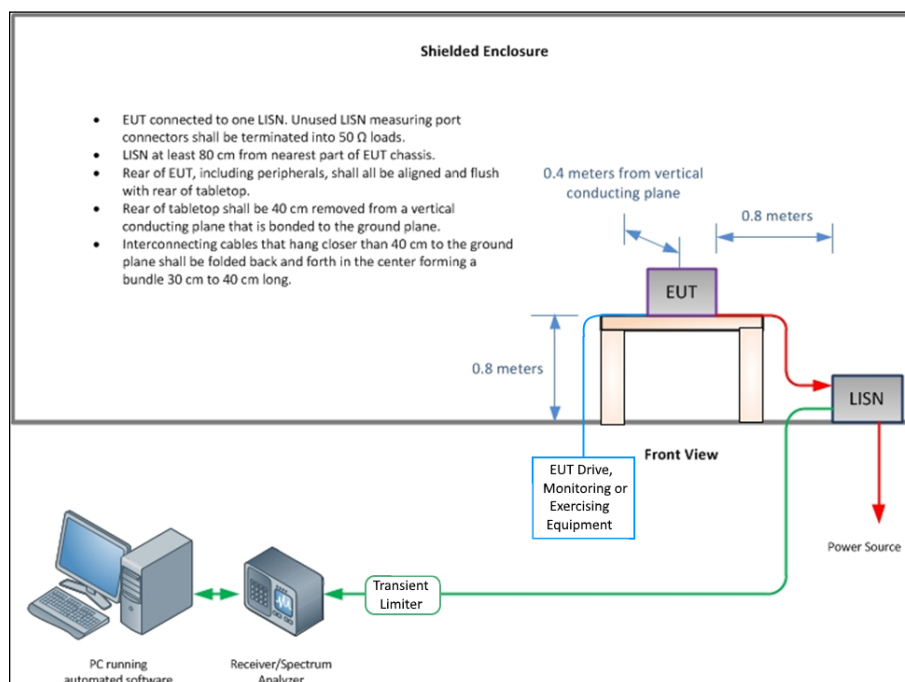 Shielded Enclosure
• EUT connected to one LISN. Unused LISN measuring port
connectors shall be terminated into 50 Ω loads.
• LISN at least 80 cm from nearest part of EUT chassis.
• Rear of EUT, including peripherals, shall all be aligned and flush
with rear of tabletop.
• Rear of tabletop shall be 40 cm removed from a vertical
conducting plane that is bonded to the ground plane.
• Interconnecting cables that hang closer than 40 cm to the ground
plane shall be folded back and forth in the center forming a
bundle 30 cm to 40 cm long.
0.4 meters from vertical
conducting plane
0.8 meters
EUT
0.8 meters
LISN
Front View
EUT Drive,
Monitoring or
Exercising
Equipment
Power Source
Transient
Limiter
PC running
automated software
Receiver/Spectrum
Analyzer